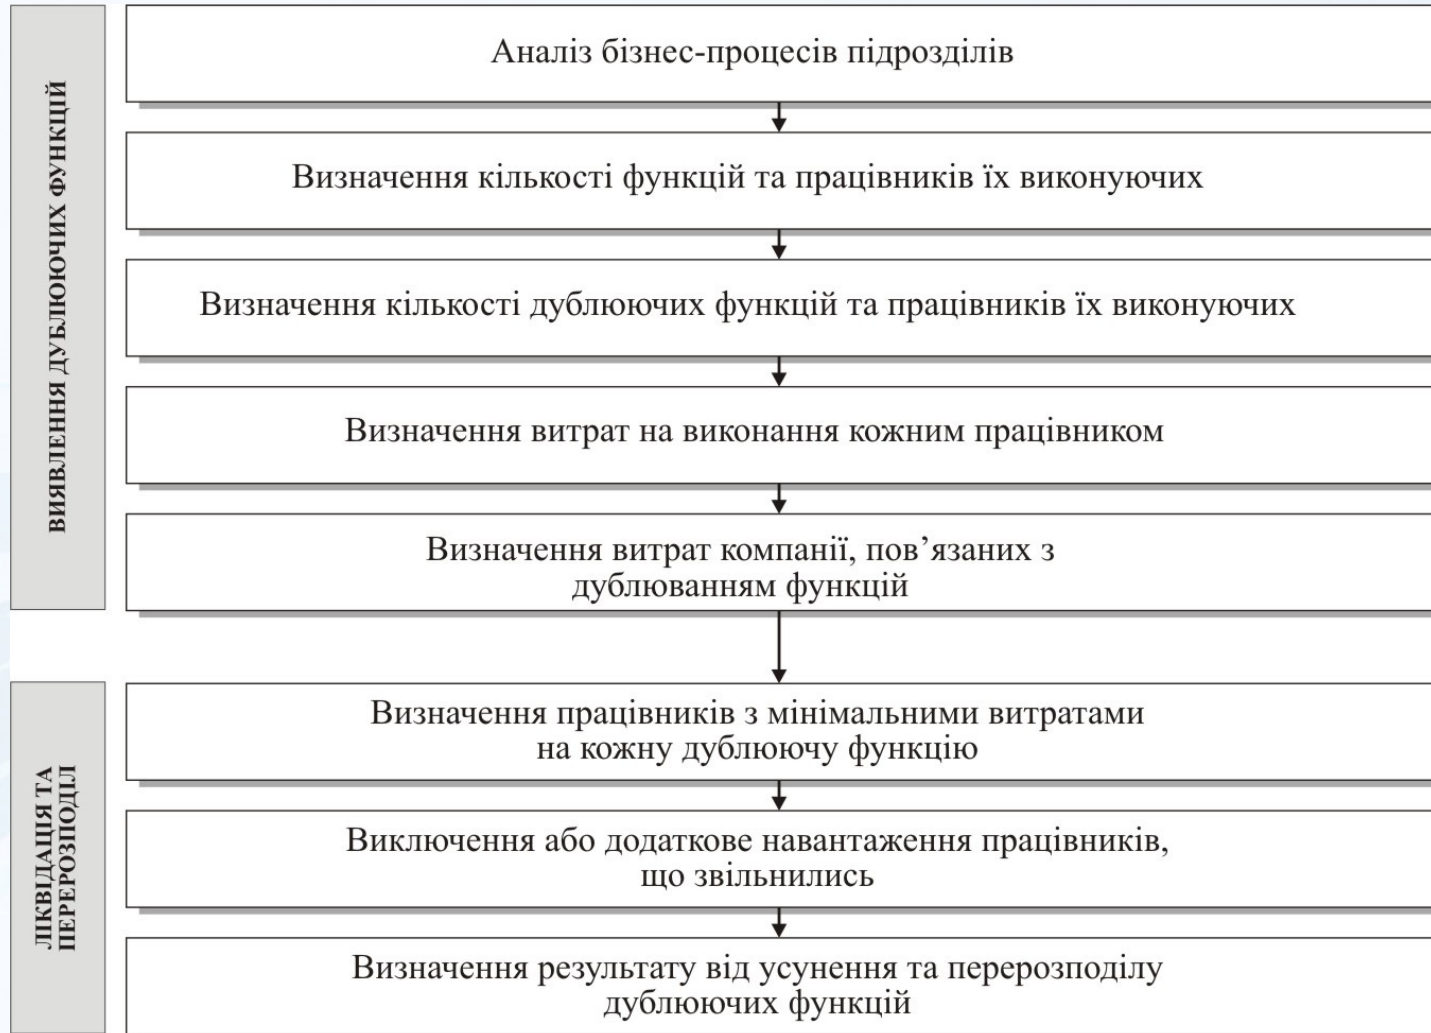 ВИЯВЛЕННЯ ДУБЛЮЮЧИХ ФУНКЦІЙ
Аналіз бізнес-процесів підрозділів
Визначення кількості функцій та працівників їх виконуючих
Визначення кількості дублюючих функцій та працівників їх виконуючих
Визначення витрат на виконання кожним працівником
Визначення витрат компанії, пов’язаних з
дублюванням функцій
ЛІКВІДАЦІЯ ТА
ПЕРЕРОЗПОДІЛ
Визначення працівників з мінімальними витратами
на кожну дублюючу функцію
Виключення або додаткове навантаження працівників,
що звільнились
Визначення результату від усунення та перерозподілу
дублюючих функцій